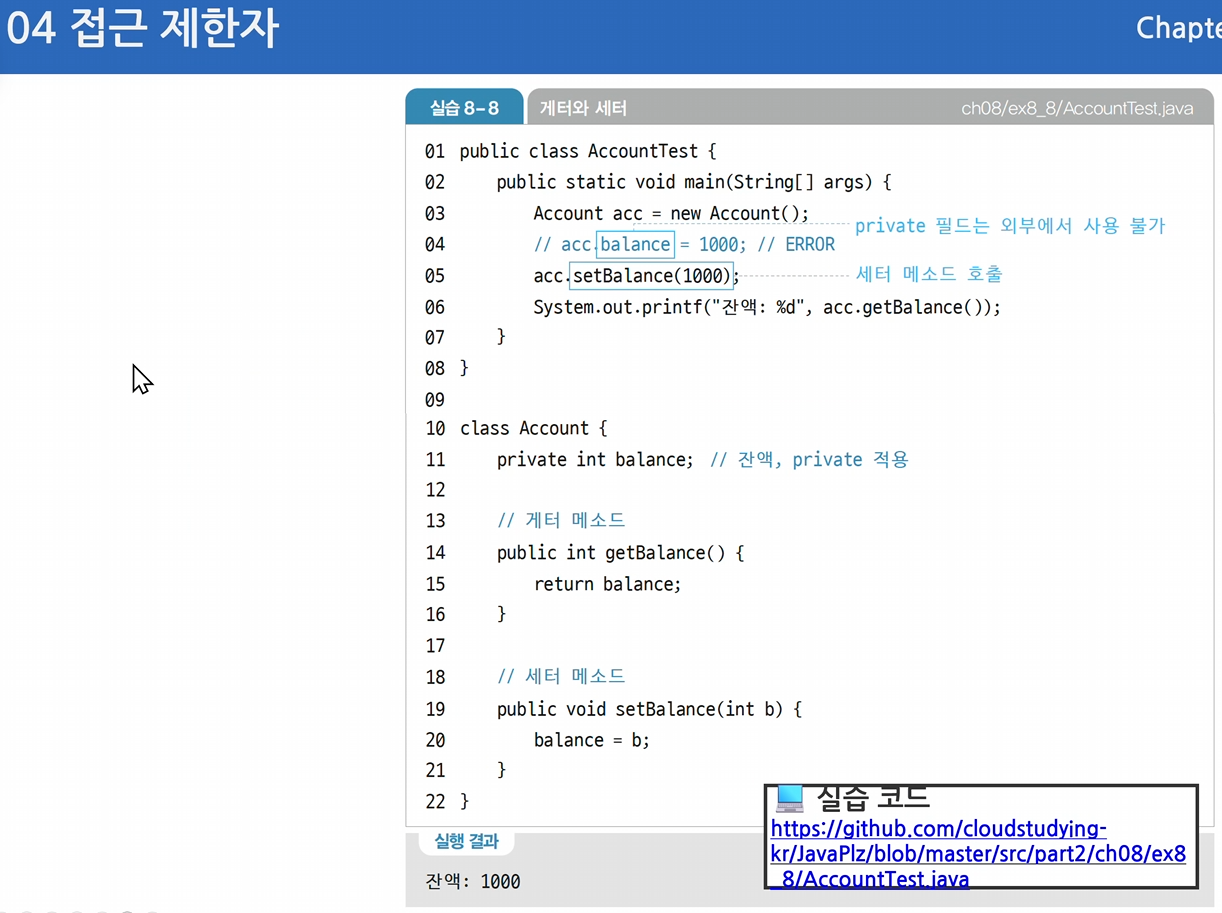 04 접근 제한자
Chapte
실습 8-8
게터와 세터
ch08/ex8_8/AccountTest.java
01 public class AccountTest {
02 public static void main(String[] args) {
03 Account acc = new Account();
private 필드는 외부에서 사용 불가
04 // acc.balance = 1000; // ERROR
05 acc.setBalance(1000);
세터 메소드 호출
06 System.out.printf("잔액: %d", acc.getBalance());
07 }
08 }
09
10 class Account {
11 private int balance; // 잔액, private 적용
12
13 // 게터 메소드
14 public int getBalance() {
15 return balance;
16 }
17
18 // 세터 메소드
19 public void setBalance(int b) {
20 balance = b;
21 }
22 }
실습 코드
https://github.com/cloudstudying-
kr/JavaPlz/blob/master/src/part2/ch08/ex8
_8/AccountTest.java
실행 결과
잔액: 1000